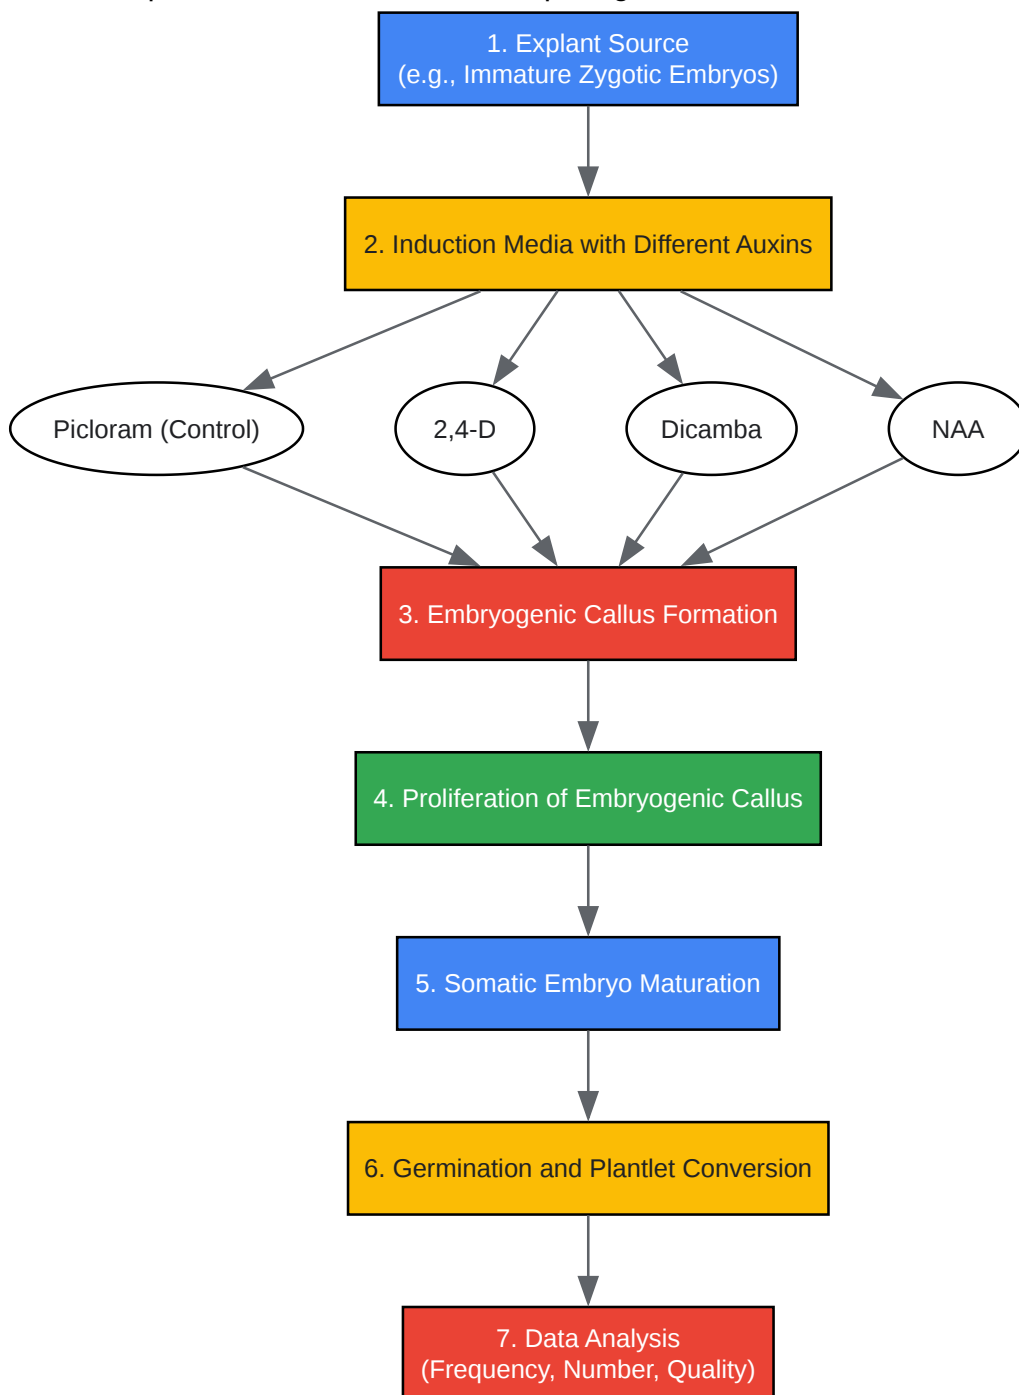 1. Explant Source
(e.g., Immature Zygotic Embryos)
2. Induction Media with Different Auxins
Picloram (Control)
2,4-D
Dicamba
NAA
3. Embryogenic Callus Formation
4. Proliferation of Embryogenic Callus
5. Somatic Embryo Maturation
6. Germination and Plantlet Conversion
7. Data Analysis
(Frequency, Number, Quality)